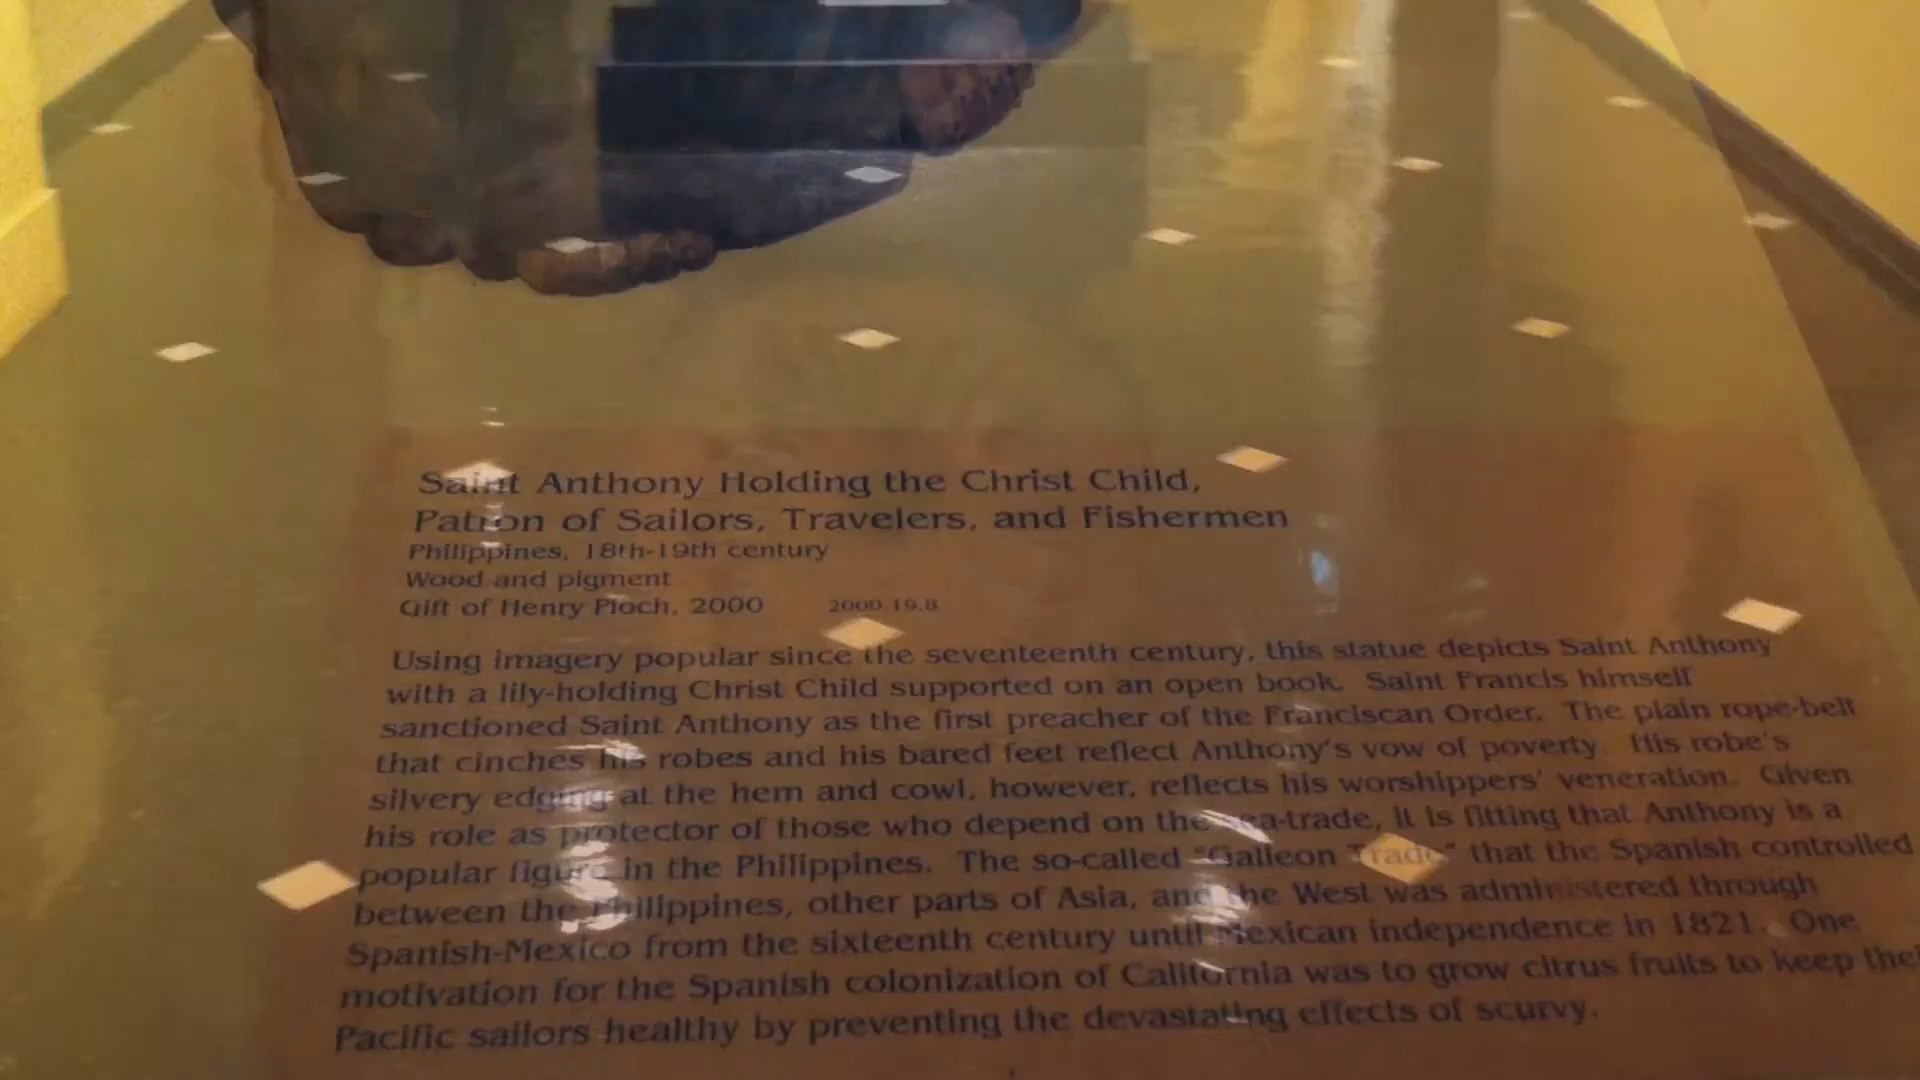 Saint Anthony Holding the Christ Child,
Patron of Sailors, Travelers, and Fishermen
Philippines, 18th-19th century
Wood and pigment
Gift of Henry Pioch, 2000 2000.19.8
Using imagery popular since the seventeenth century, this statue depicts Saint Anthony
with a lily-holding Christ Child supported on an open book. Saint Francis himself
sanctioned Saint Anthony as the first preacher of the Franciscan Order. The plain rope-belt
that cinches his robes and his bared feet reflect Anthony's vow of poverty. His robe's
silvery edging at the hem and cowl, however, reflects his worshippers' veneration. Given
his role as protector of those who depend on the sea-trade, it is fitting that Anthony is a
popular figure in the Philippines. The so-called "Galleon Trade" that the Spanish controlled
between the Philippines, other parts of Asia, and the West was administered through
Spanish-Mexico from the sixteenth century until Mexican independence in 1821. One
motivation for the Spanish colonization of California was to grow citrus fruits to keep thei
Pacific sailors healthy by preventing the devastating effects of scurvy.